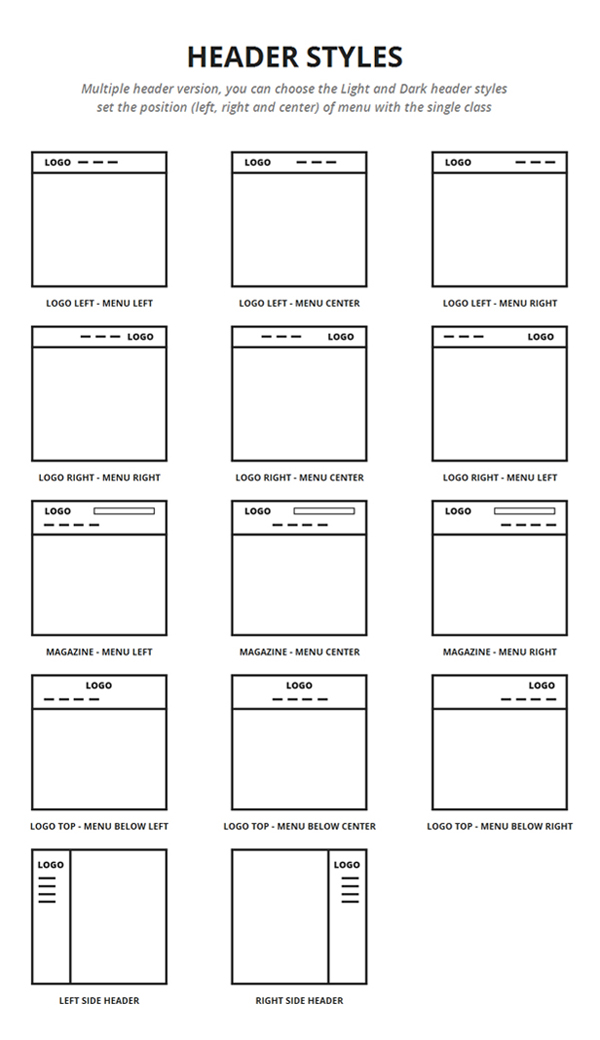 HEADER STYLES
Multiple header version, you can choose the Light and Dark header styles
set the position (left, right and center) of menu with the single class
LOGO
LOGO
LOGO
LOGO LEFT - MENU LEFT
LOGO LEFT - MENU CENTER
LOGO LEFT - MENU RIGHT
LOGO
LOGO
LOGO
LOGO RIGHT - MENU RIGHT
LOGO RIGHT - MENU CENTER
LOGO RIGHT - MENU LEFT
LOGO
LOGO
LOGO
MAGAZINE - MENU LEFT
MAGAZINE - MENU CENTER
MAGAZINE - MENU RIGHT
LOGO
LOGO
LOGO
LOGO TOP - MENU BELOW LEFT
LOGO TOP - MENU BELOW CENTER
LOGO TOP - MENU BELOW RIGHT
LOGO
LOGO
LEFT SIDE HEADER
RIGHT SIDE HEADER